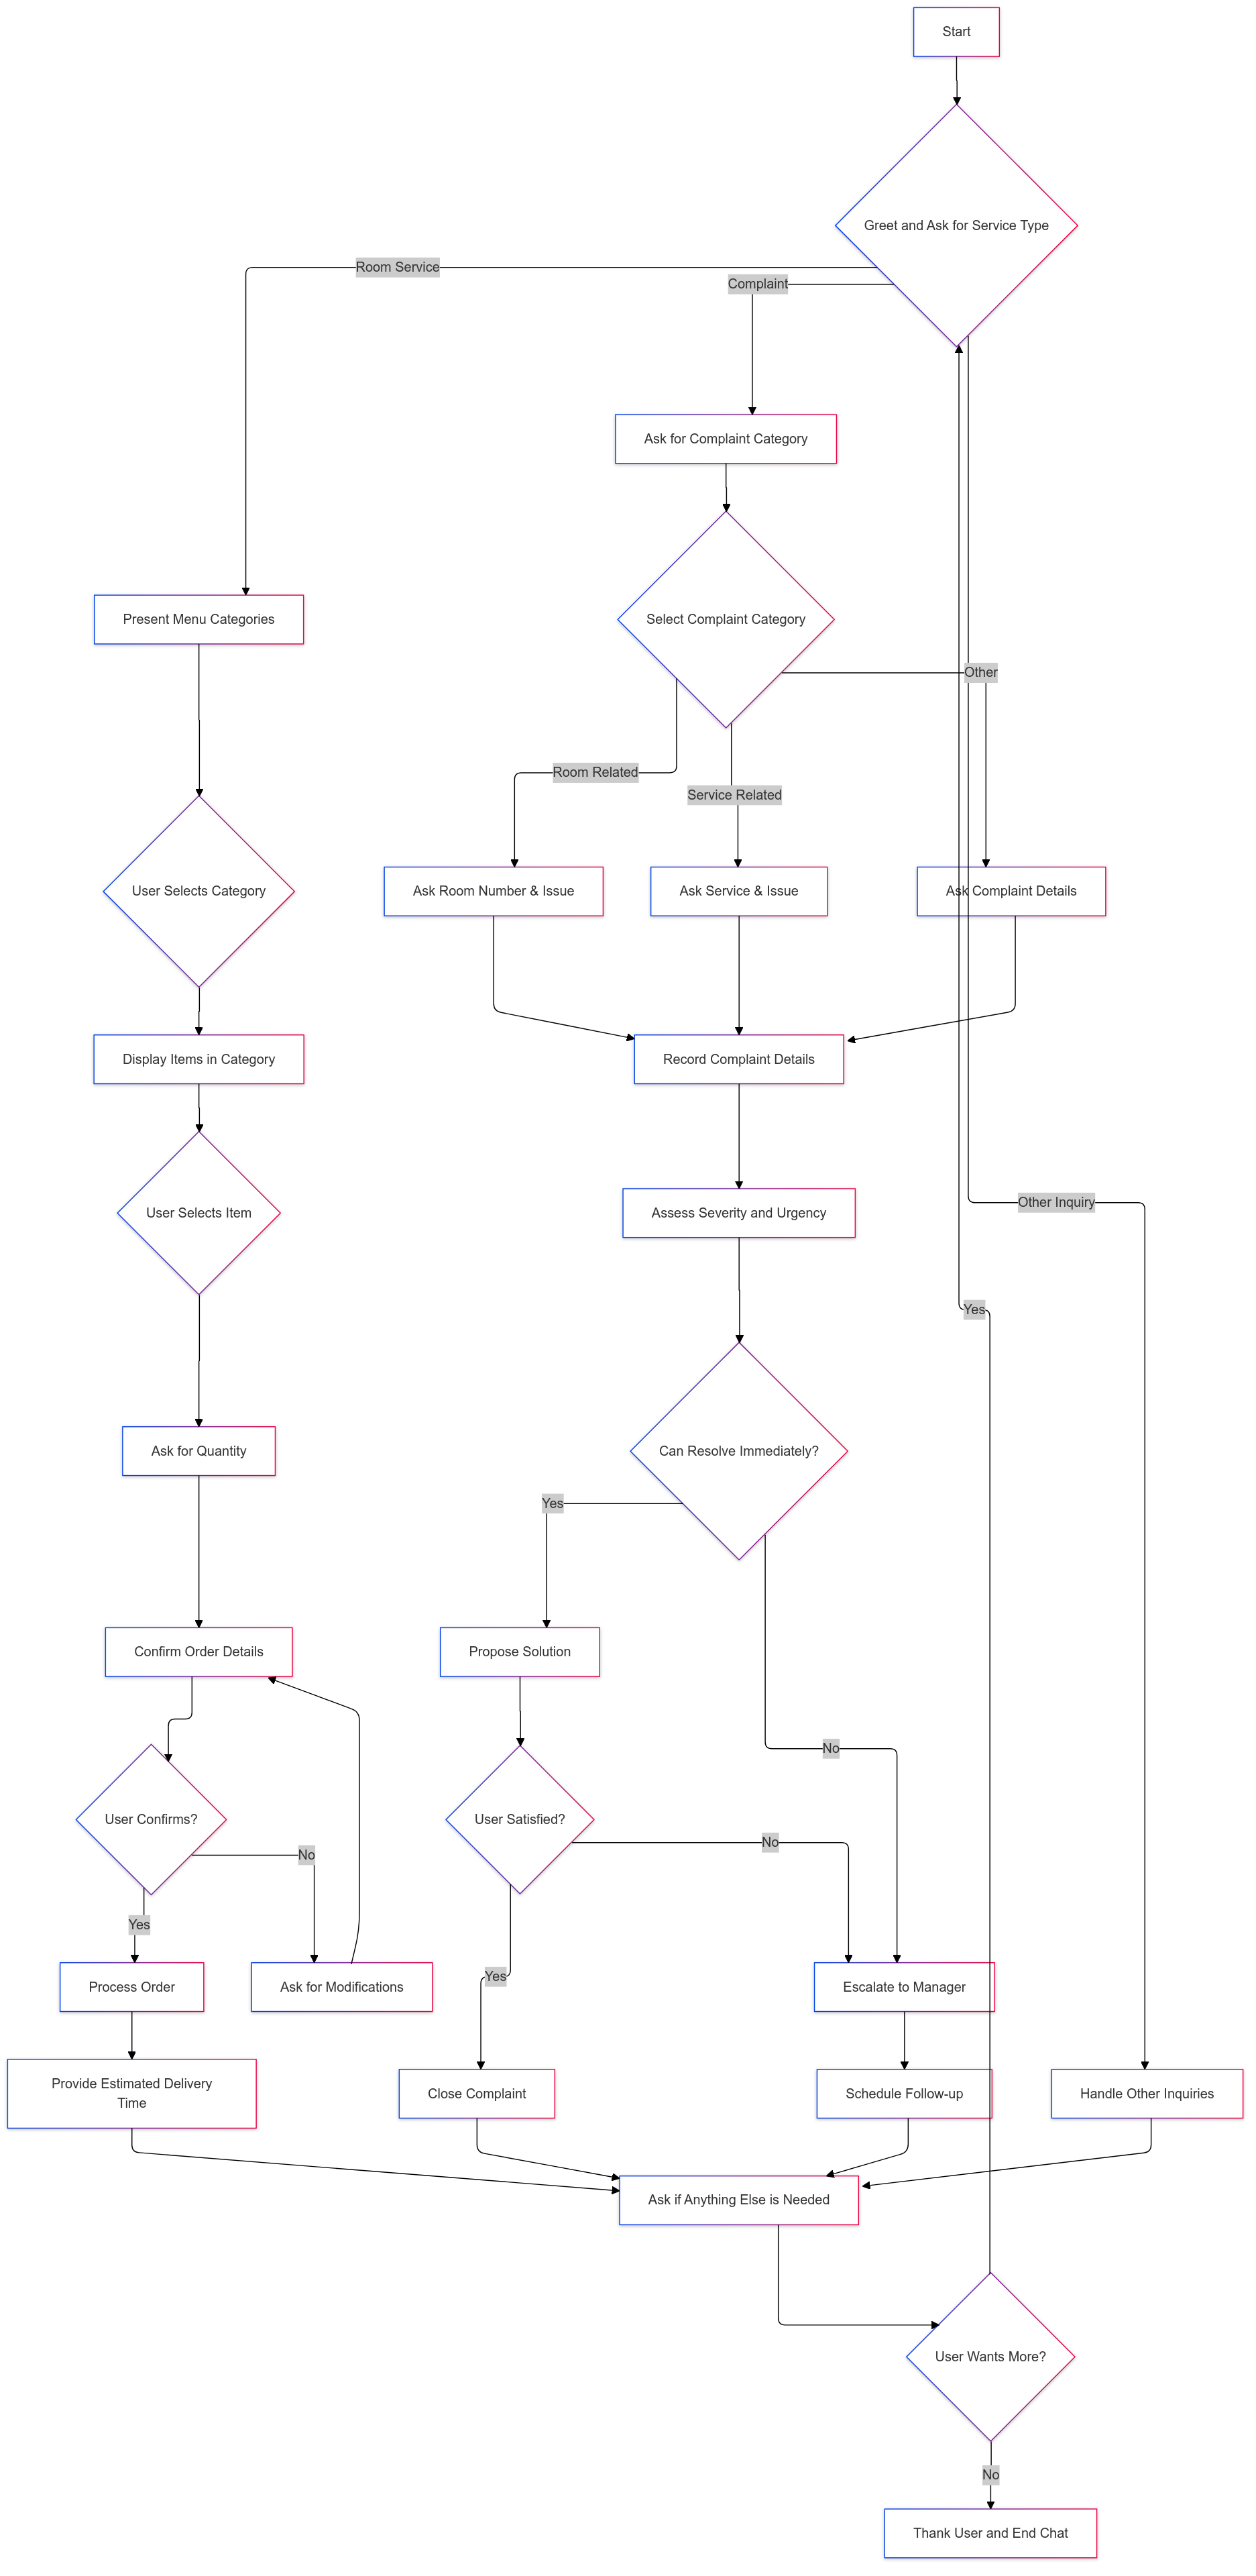 Start
Greet and Ask for Service Type
Room Service
Complaint
Ask for Complaint Category
Present Menu Categories
Select Complaint Category
Other
Room Related
Service Related
User Selects Category
Ask Room Number & Issue
Ask Service & Issue
Ask Complaint Details
Display Items in Category
Record Complaint Details
Other Inquiry
User Selects Item
Assess Severity and Urgency
Yes
Ask for Quantity
Can Resolve Immediately?
Yes
Confirm Order Details
Propose Solution
No
User Confirms?
User Satisfied?
No
No
Yes
Yes
Process Order
Ask for Modifications
Escalate to Manager
Provide Estimated Delivery
Time
Close Complaint
Schedule Follow-up
Handle Other Inquiries
Ask if Anything Else is Needed
User Wants More?
No
Thank User and End Chat